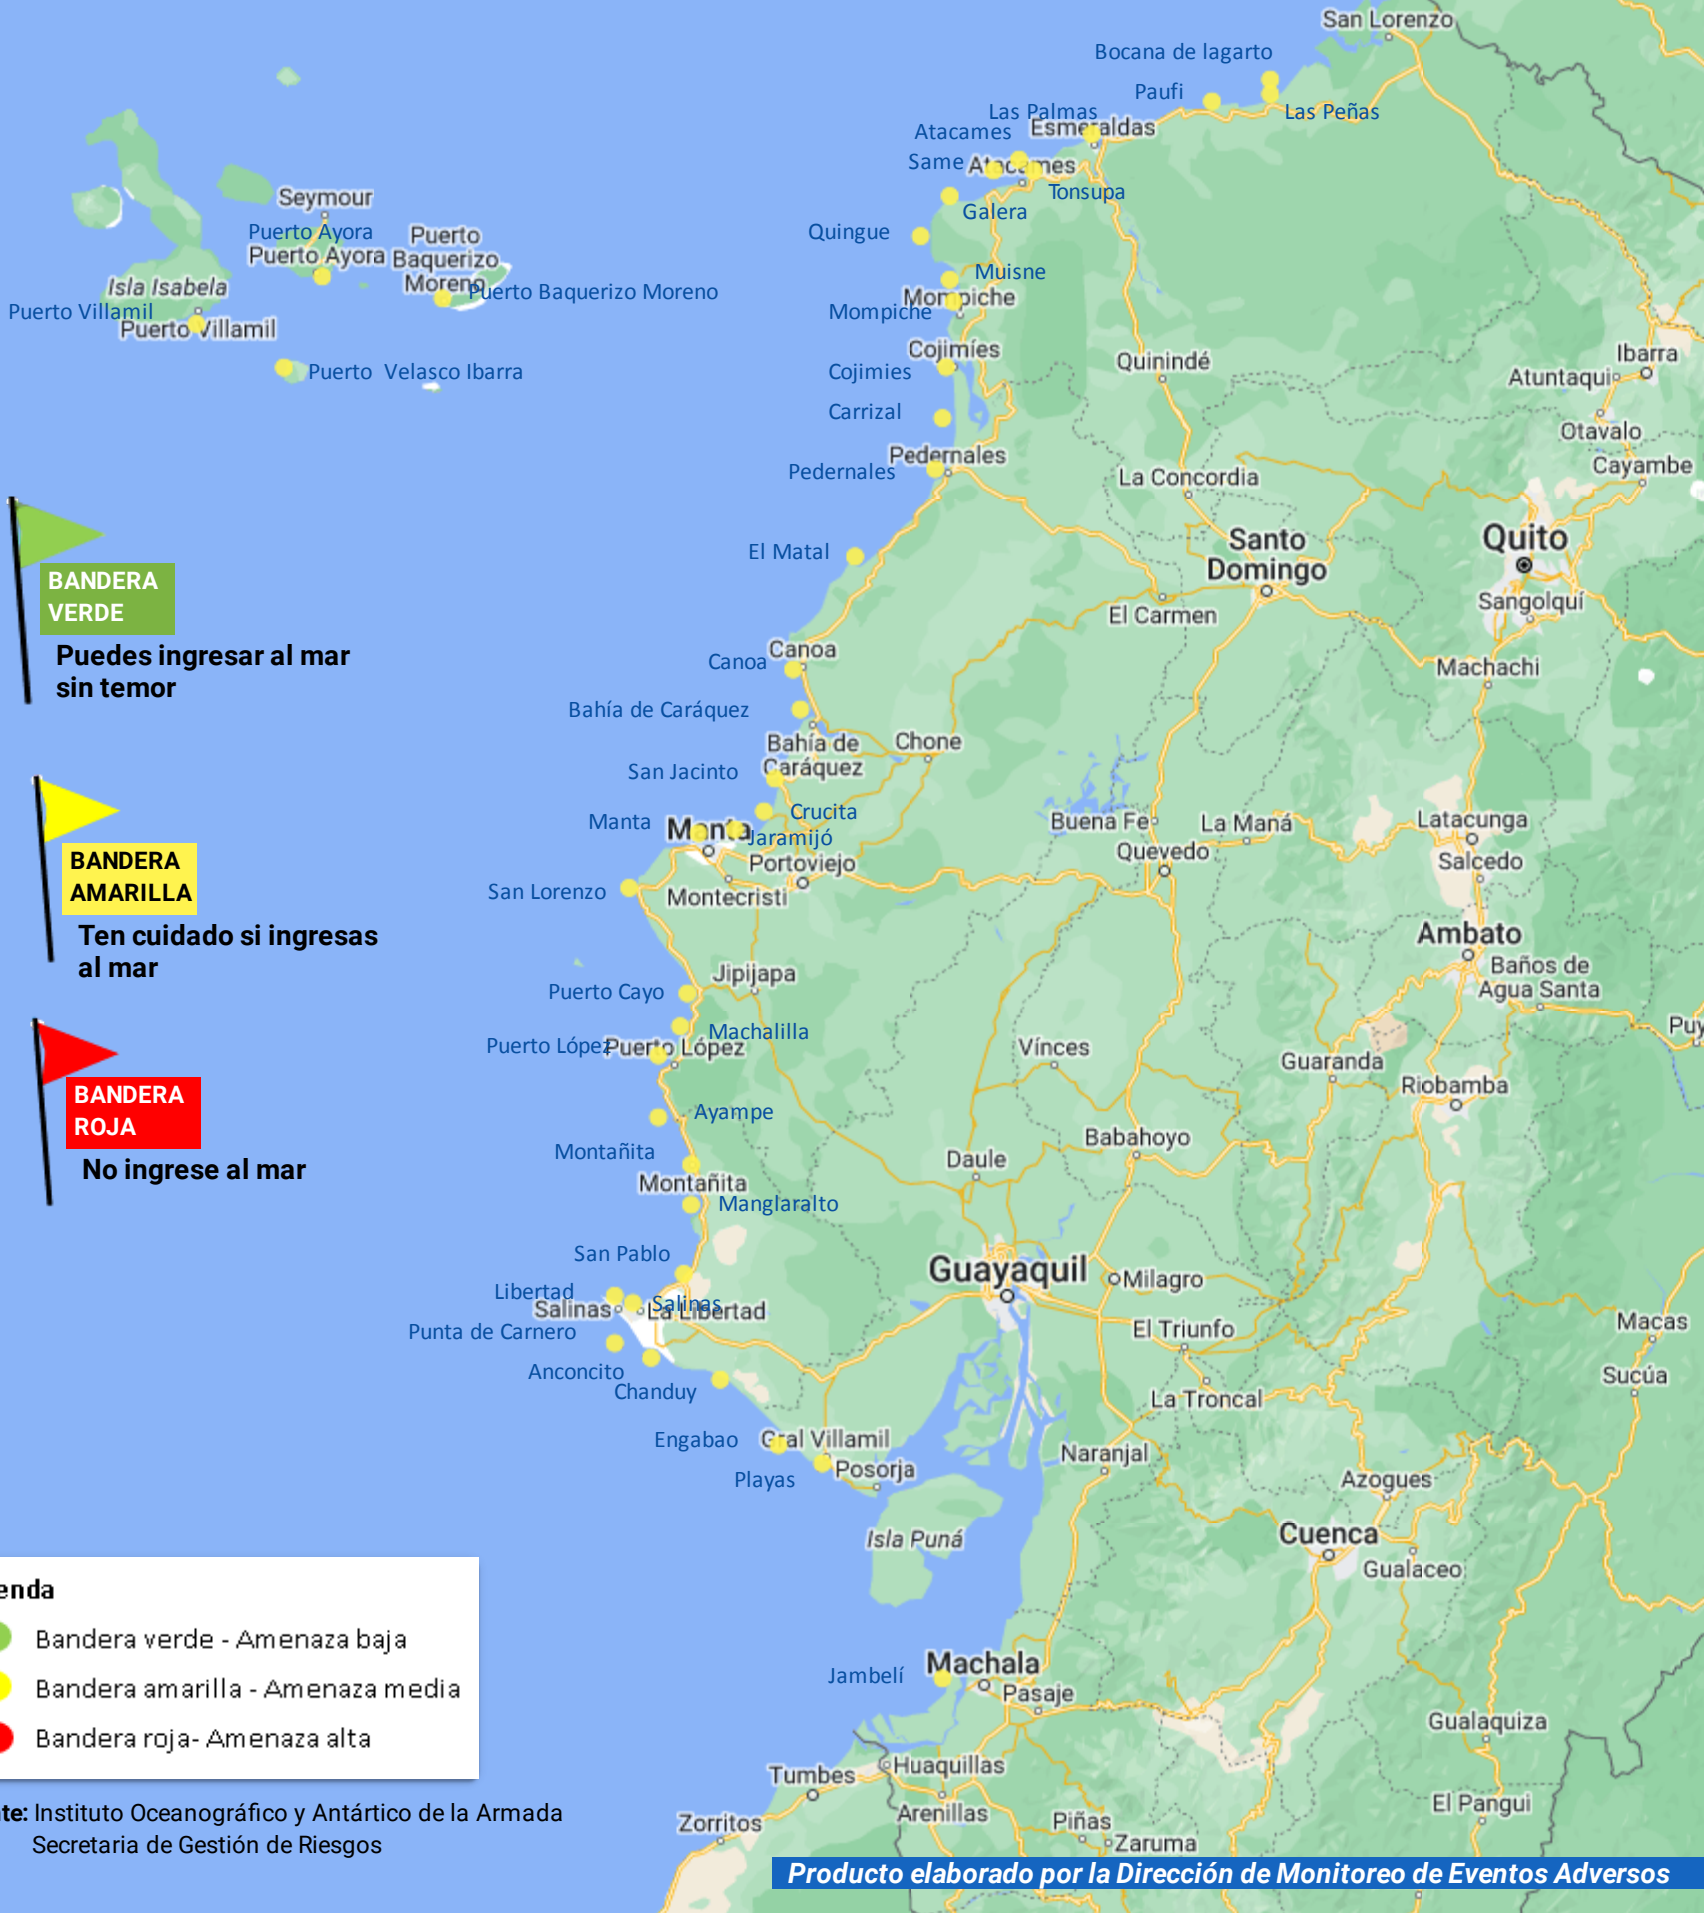 San Lorenzo
Bocana de lagarto
Paufi
Las Peñas
Las Palmas
Esmeraldas
Atacames
Same
Atacames
Tonsupa
Galera
Quingue
Muisne
Mompiche
Mompiche
Cojimíes
Cojimies
Carrizal
Pedernales
Pedernales
Seymour
Puerto Ayora
Puerto Ayora
Puerto
Baquerizo
Moreno
Puerto Baquerizo Moreno
Isla Isabela
Puerto Villamil
Puerto Villamil
Puerto Velasco Ibarra
Quinindé
Ibarra
Atuntaqui
Otavalo
Cayambe
La Concordia
Quito
Santo
Domingo
Sangolquí
El Carmen
Machachi
El Matal
BANDERA
VERDE
Puedes ingresar al mar
sin temor
Canoa
Canoa
Bahía de Caráquez
Bahía de
Caráquez
Chone
San Jacinto
Crucita
Manta
Manta
Jaramijó
Portoviejo
Montecristi
San Lorenzo
Buena Fe
La Maná
Quevedo
Latacunga
Salcedo
BANDERA
AMARILLA
Ten cuidado si ingresas
al mar
Ambato
Baños de
Agua Santa
Jipijapa
Puerto Cayo
Machalilla
Puerto López
Puerto López
Vínces
Guaranda
Riobamba
Puy
BANDERA
ROJA
No ingrese al mar
Ayampe
Montañita
Montañita
Manglaralto
Babahoyo
Daule
San Pablo
Libertad
Salinas
Salinas
La Libertad
Punta de Carnero
Anconcito
Chanduy
Guayaquil
Milagro
El Triunfo
La Troncal
Macas
Sucúa
Engabao
Gral Villamil
Playas
Posorja
Naranjal
Azogues
Isla Puná
Cuenca
Gualaceo
enda
Bandera verde - Amenaza baja
Bandera amarilla - Amenaza media
Bandera roja- Amenaza alta
Jambelí
Machala
Pasaje
Gualaquiza
Huaquillas
Tumbes
Arenillas
Zorritos
Piñas
Zaruma
El Pangui
te: Instituto Oceanográfico y Antártico de la Armada
Secretaria de Gestión de Riesgos
Producto elaborado por la Dirección de Monitoreo de Eventos Adversos